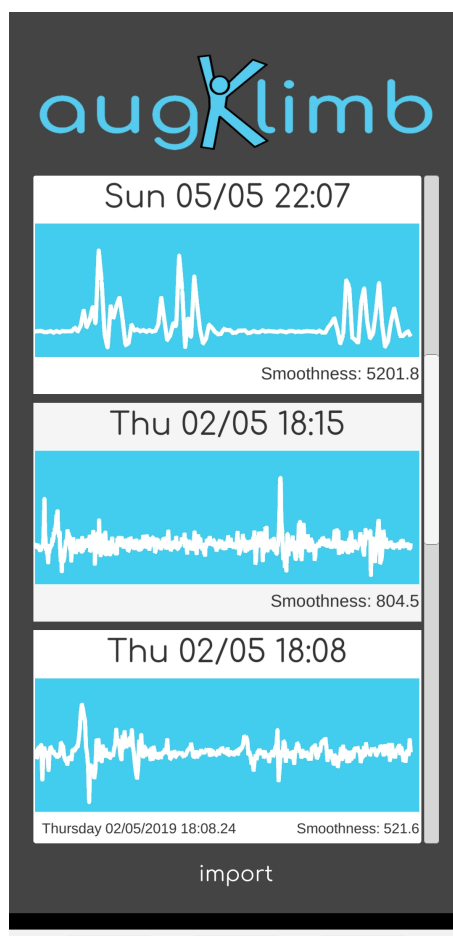 augKlimb
Sun 05/05 22:07
Smoothness: 5201.8
Thu 02/05 18:15
Smoothness: 804.5
Thu 02/05 18:08
Thursday 02/05/2019 18:08.24 Smoothness: 521.6
import